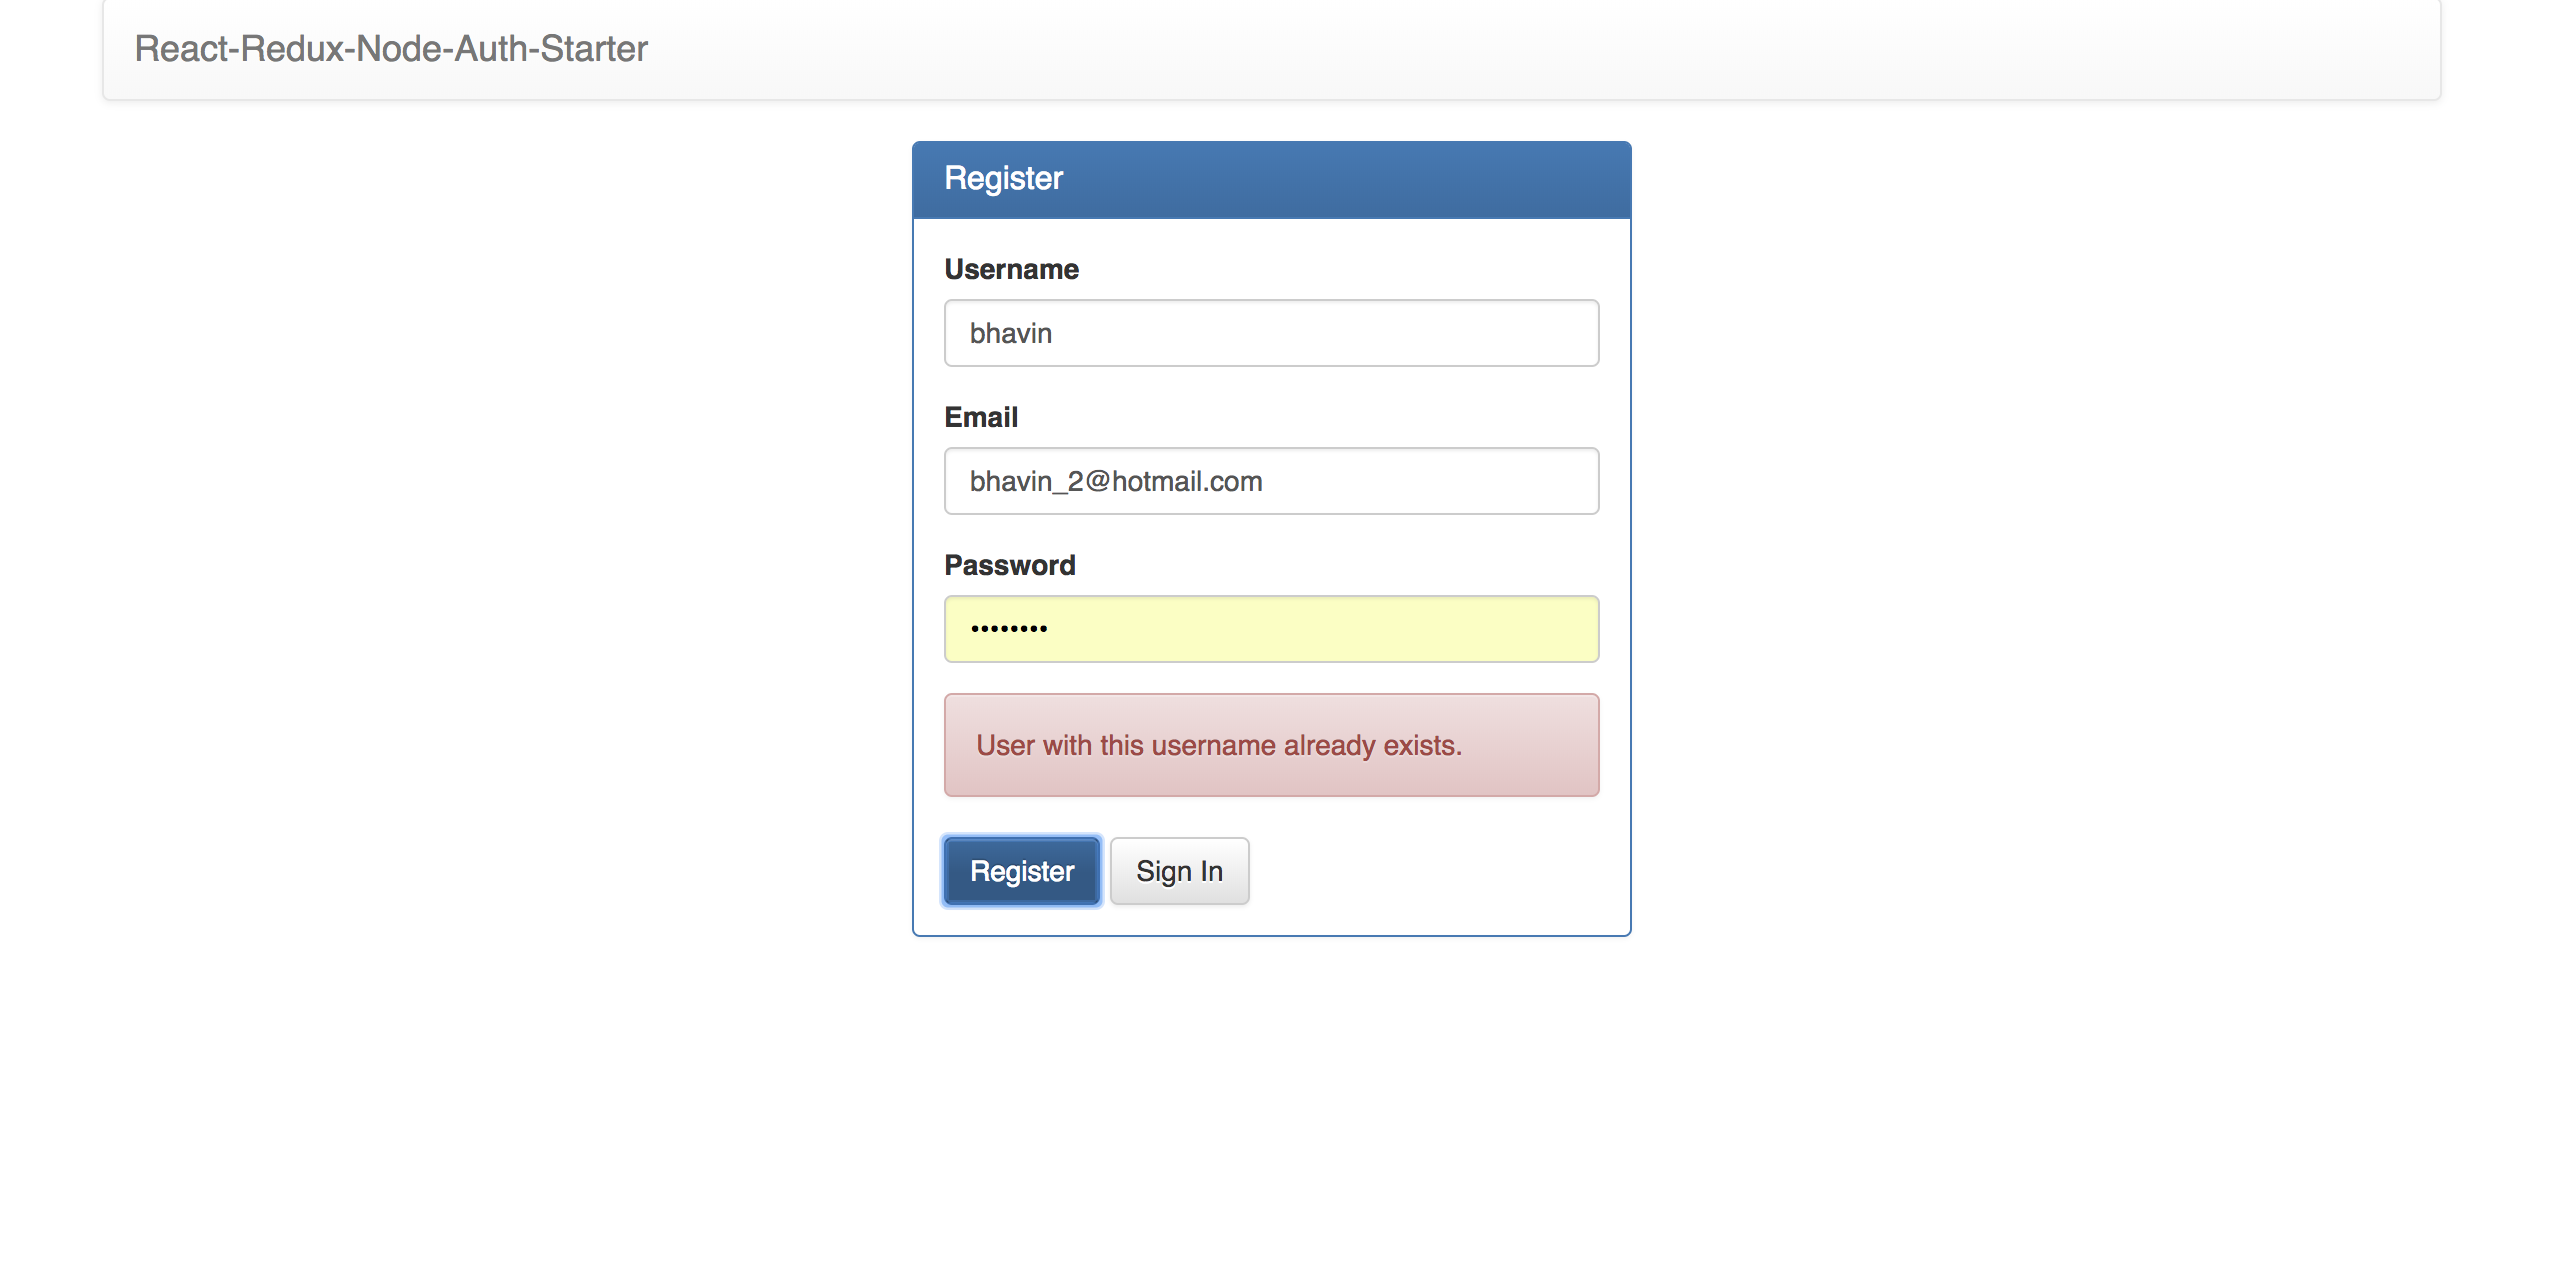 React-Redux-Node-Auth-Starter
Register
Username
bhavin
Email
bhavin_2@hotmail.com
Password
••••••••
User with this username already exists.
Register Sign In